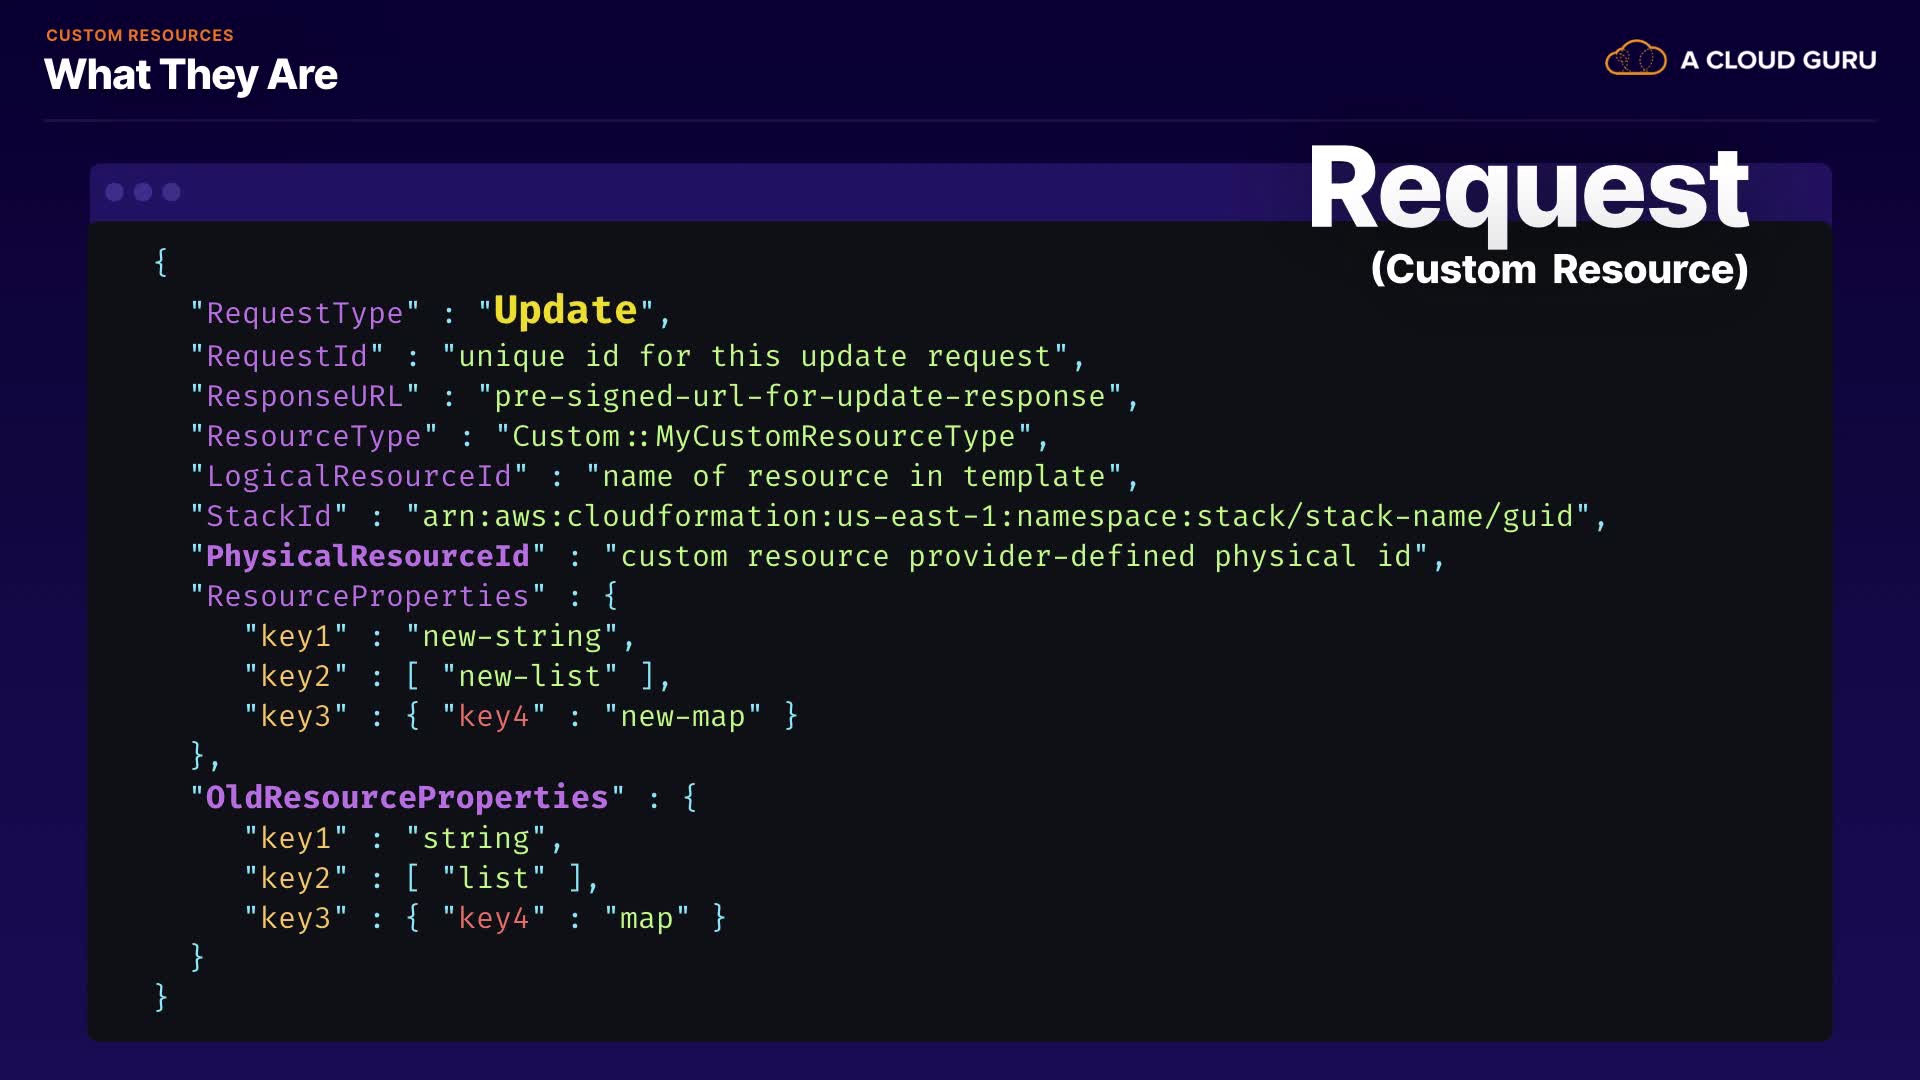 CUSTOM RESOURCES
What They Are
A CLOUD GURU
Request
(Custom Resource)
{
"RequestType" : "Update",
"RequestId" : "unique id for this update request",
"ResponseURL" : "pre-signed-url-for-update-response",
"ResourceType" : "Custom::MyCustomResourceType",
"LogicalResourceId" : "name of resource in template",
"StackId" : "arn:aws:cloudformation:us-east-1:namespace:stack/stack-name/guid",
"PhysicalResourceId" : "custom resource provider-defined physical id",
"ResourceProperties" : {
"key1" : "new-string",
"key2" : [ "new-list" ],
"key3" : { "key4" : "new-map" }
},
"OldResourceProperties" : {
"key1" : "string",
"key2" : [ "list" ],
"key3" : { "key4" : "map" }
}
}